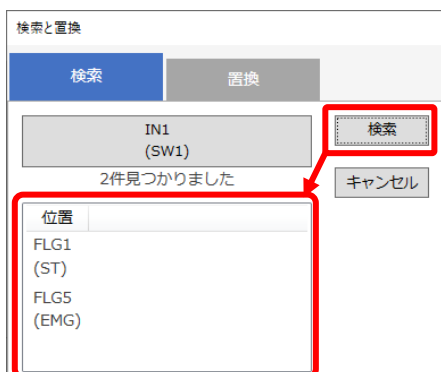 検索と置換
検索
置換
IN1
(SW1)
検索
2件見つかりました
キャンセル
位置
FLG1
(ST)
FLG5
(EMG)